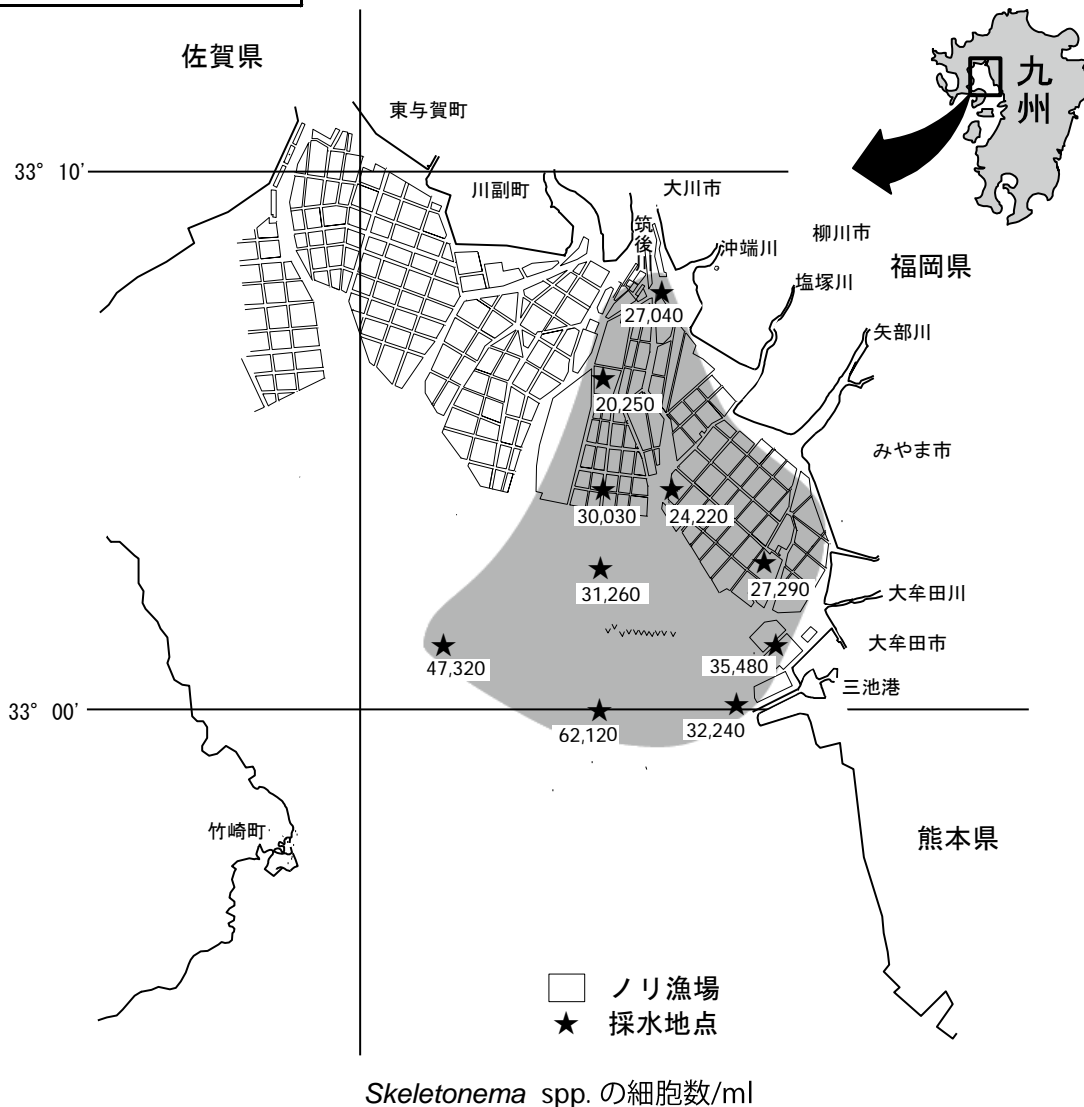 佐賀県
九州
東与賀町
33° 10′
川副町
大川市
筑後川
沖端川
柳川市
福岡県
塩塚川
27,040
矢部川
20,250
みやま市
30,030
24,220
31,260
27,290
大牟田川
大牟田市
47,320
35,480
三池港
33° 00′
62,120
32,240
竹崎町
熊本県
ノリ漁場
★ 採水地点
Skeletonema spp. の細胞数/ml